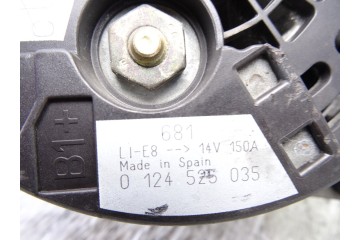 681
LI-E8 --> 14V 150A
Made in Spain
0 124 525 035
B1+